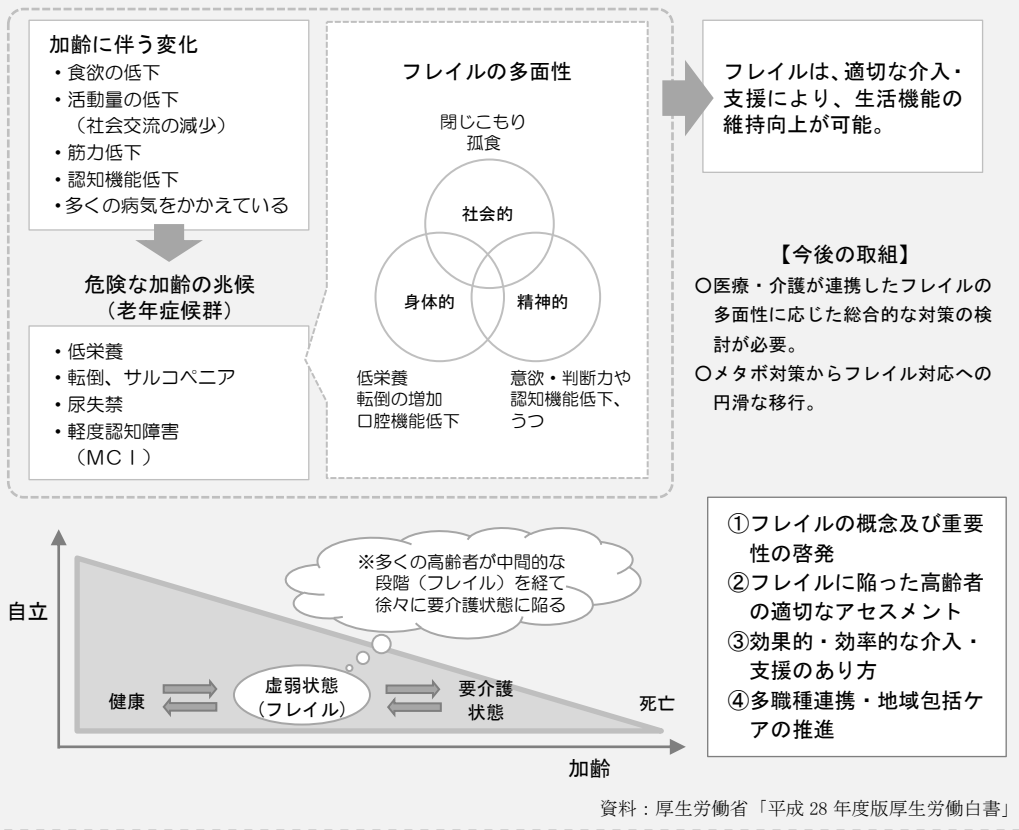 加齢に伴う変化
・食欲の低下
・活動量の低下
（社会交流の減少）
・筋力低下
・認知機能低下
・多くの病気をかかえている
危険な加齢の兆候
（老年症候群）
・低栄養
・転倒、サルコペニア
・尿失禁
・軽度認知障害
（ＭＣＩ）
フレイルの多面性
閉じこもり
孤食
社会的
身体的
精神的
低栄養
転倒の増加
口腔機能低下
意欲・判断力や
認知機能低下、
うつ
フレイルは、適切な介入・
支援により、生活機能の
維持向上が可能。
【今後の取組】
○医療・介護が連携したフレイルの
多面性に応じた総合的な対策の検
討が必要。
○メタボ対策からフレイル対応への
円滑な移行。
①フレイルの概念及び重要
性の啓発
②フレイルに陥った高齢者
の適切なアセスメント
③効果的・効率的な介入・
支援のあり方
④多職種連携・地域包括ケ
アの推進
自立
※多くの高齢者が中間的な
段階（フレイル）を経て
徐々に要介護状態に陥る
健康
虚弱状態
（フレイル）
要介護
状態
死亡
加齢
資料：厚生労働省「平成 28 年度版厚生労働白書」